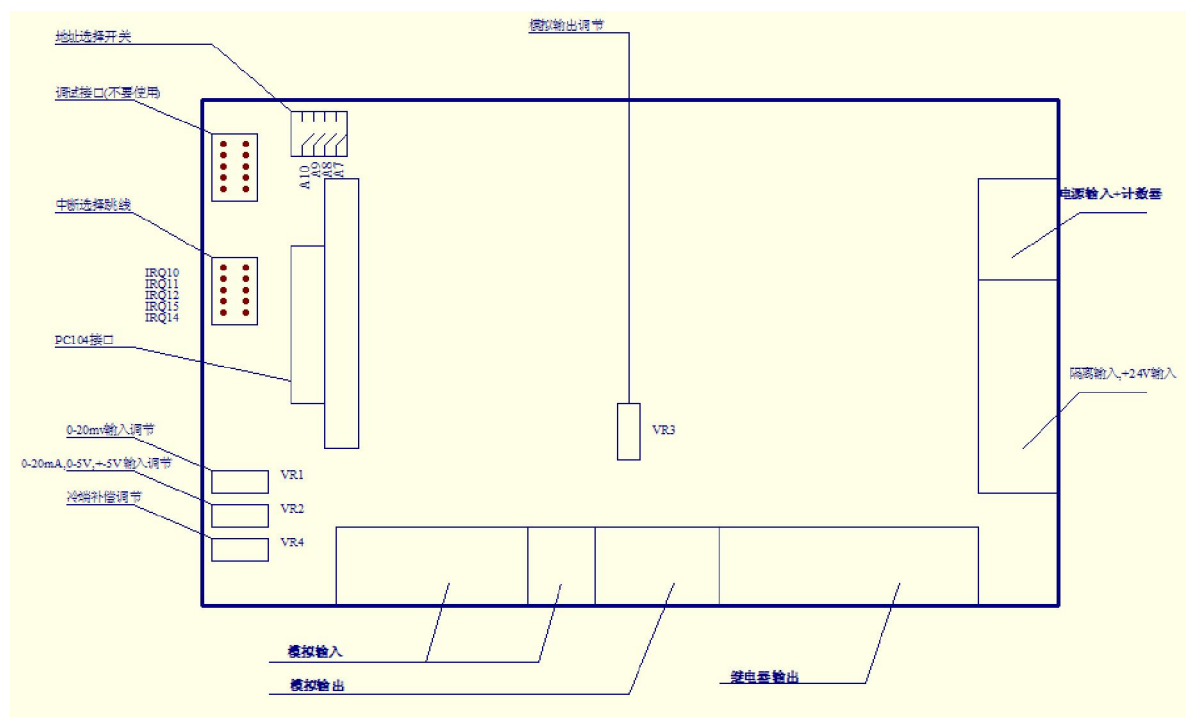 模拟输出调节
地址选择开关
调试接口(不要使用)
A10
A9
A8
A7
电源输入+计数器
中断选择跳线
IRQ10
IRQ11
IRQ12
IRQ15
IRQ14
PC104接口
隔离输入,+24V输入
0-20mv输入调节
VR3
0-20mA,0-5V,+-5V输入调节
VR1
冷端补偿调节
VR2
VR4
模拟输入
模拟输出
继电器输出